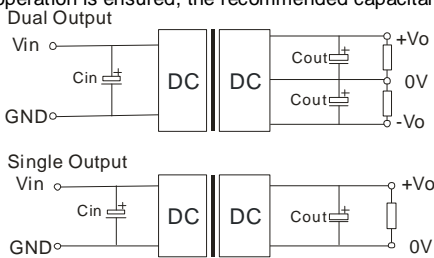 operation is ensured, the recommended capacitan
Dual Output
Vin
+Vo
Cin
+
DC
DC
Cout
+
0V
Cout
+
GND
-Vo
Single Output
Vin
+Vo
Cin
+
DC
DC
Cout
+
GND
0V